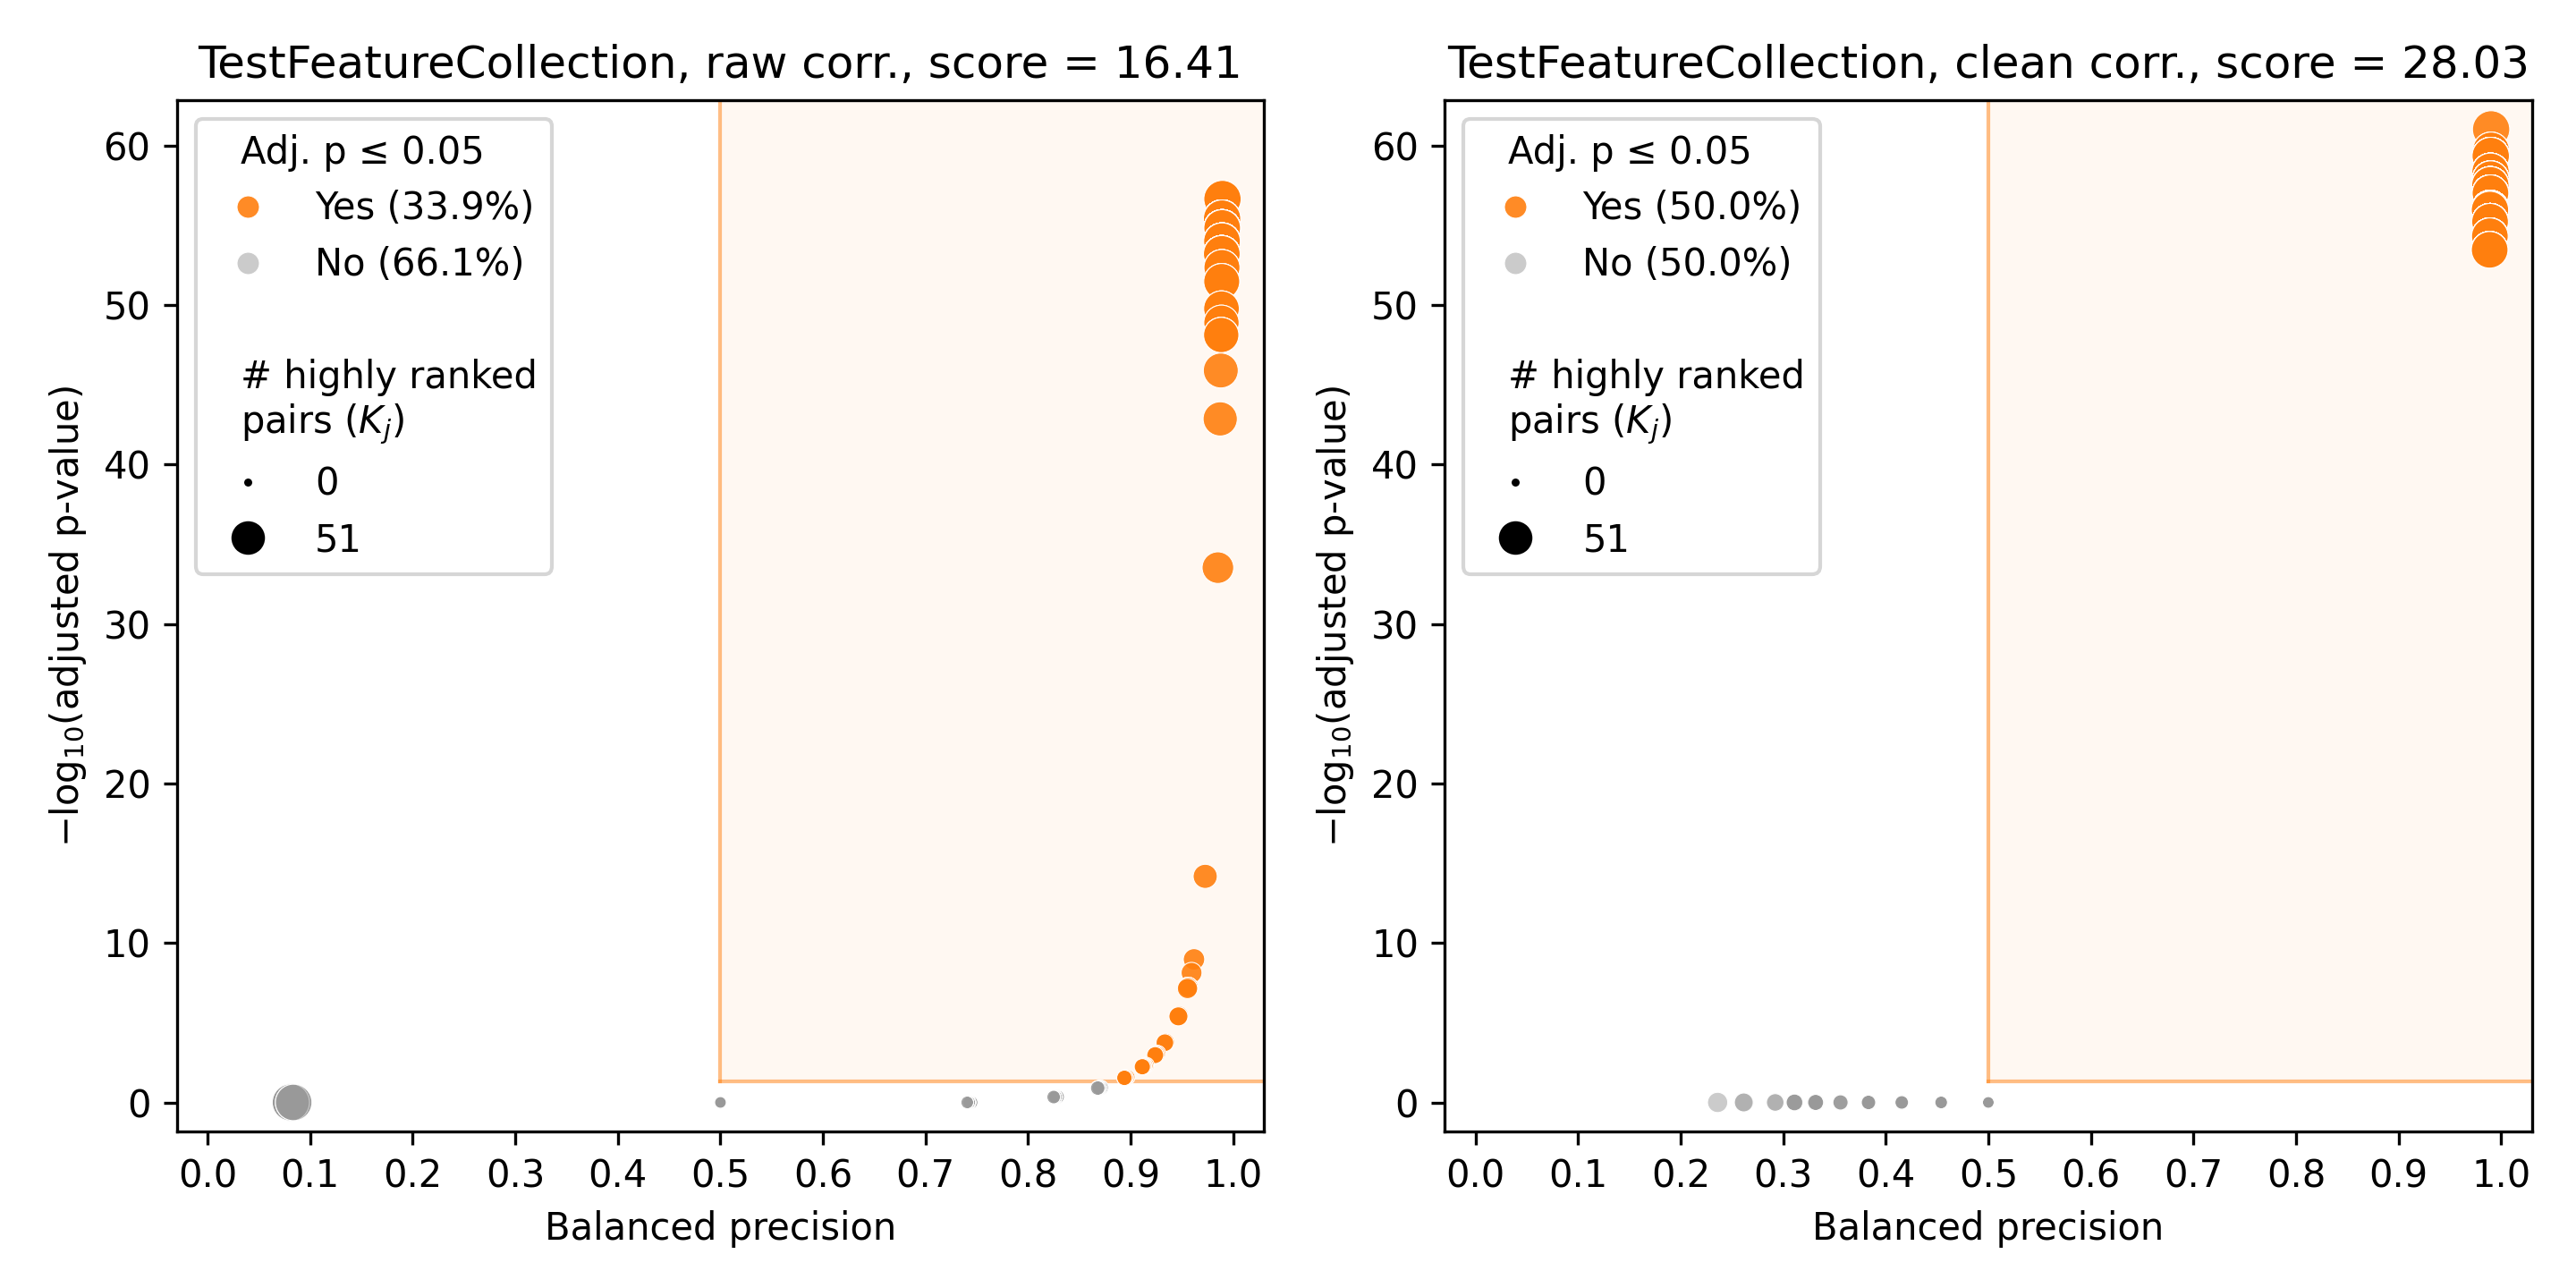 TestFeatureCollection, raw corr., score = 16.41
−log₁₀(adjusted p-value)
60
50
40
30
20
10
0
Adj. p ≤ 0.05
Yes (33.9%)
No (66.1%)
# highly ranked
pairs (Kⱼ)
0
51
0.0 0.1 0.2 0.3 0.4 0.5 0.6 0.7 0.8 0.9 1.0
Balanced precision
TestFeatureCollection, clean corr., score = 28.03
−log₁₀(adjusted p-value)
60
50
40
30
20
10
0
Adj. p ≤ 0.05
Yes (50.0%)
No (50.0%)
# highly ranked
pairs (Kⱼ)
0
51
0.0 0.1 0.2 0.3 0.4 0.5 0.6 0.7 0.8 0.9 1.0
Balanced precision